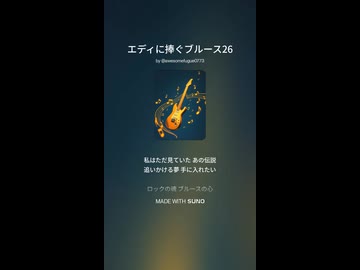 エディに捧ぐブルース26
by @awesomefugue0773
私はただ見ていた あの伝説
追いかける夢 手に入れたい
ロックの魂 ブルースの心
MADE WITH SUNO